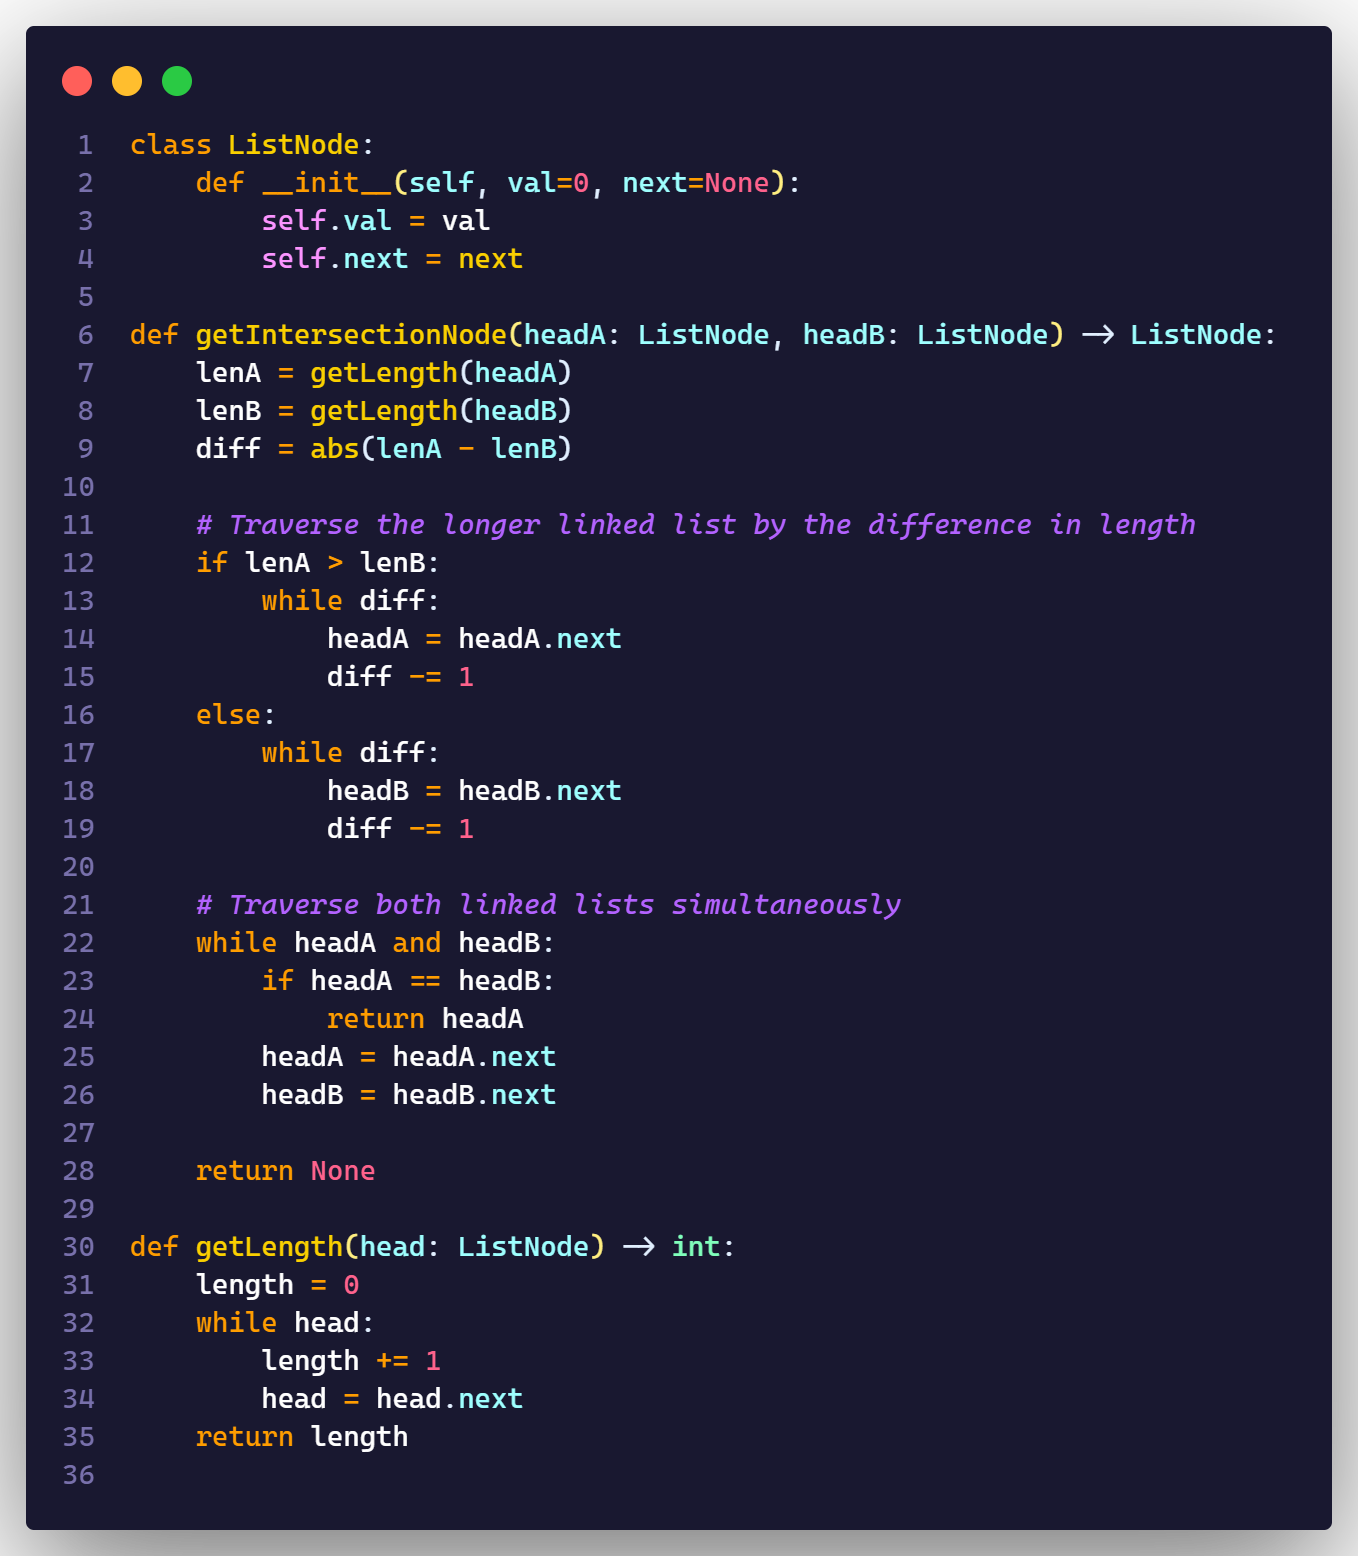 1 class ListNode:
2     def __init__(self, val=0, next=None):
3         self.val = val
4         self.next = next
5
6 def getIntersectionNode(headA: ListNode, headB: ListNode) -> ListNode:
7     lenA = getLength(headA)
8     lenB = getLength(headB)
9     diff = abs(lenA - lenB)
10
11     # Traverse the longer linked list by the difference in length
12     if lenA > lenB:
13         while diff:
14             headA = headA.next
15             diff -= 1
16     else:
17         while diff:
18             headB = headB.next
19             diff -= 1
20
21     # Traverse both linked lists simultaneously
22     while headA and headB:
23         if headA == headB:
24             return headA
25         headA = headA.next
26         headB = headB.next
27
28     return None
29
30 def getLength(head: ListNode) -> int:
31     length = 0
32     while head:
33         length += 1
34         head = head.next
35     return length
36